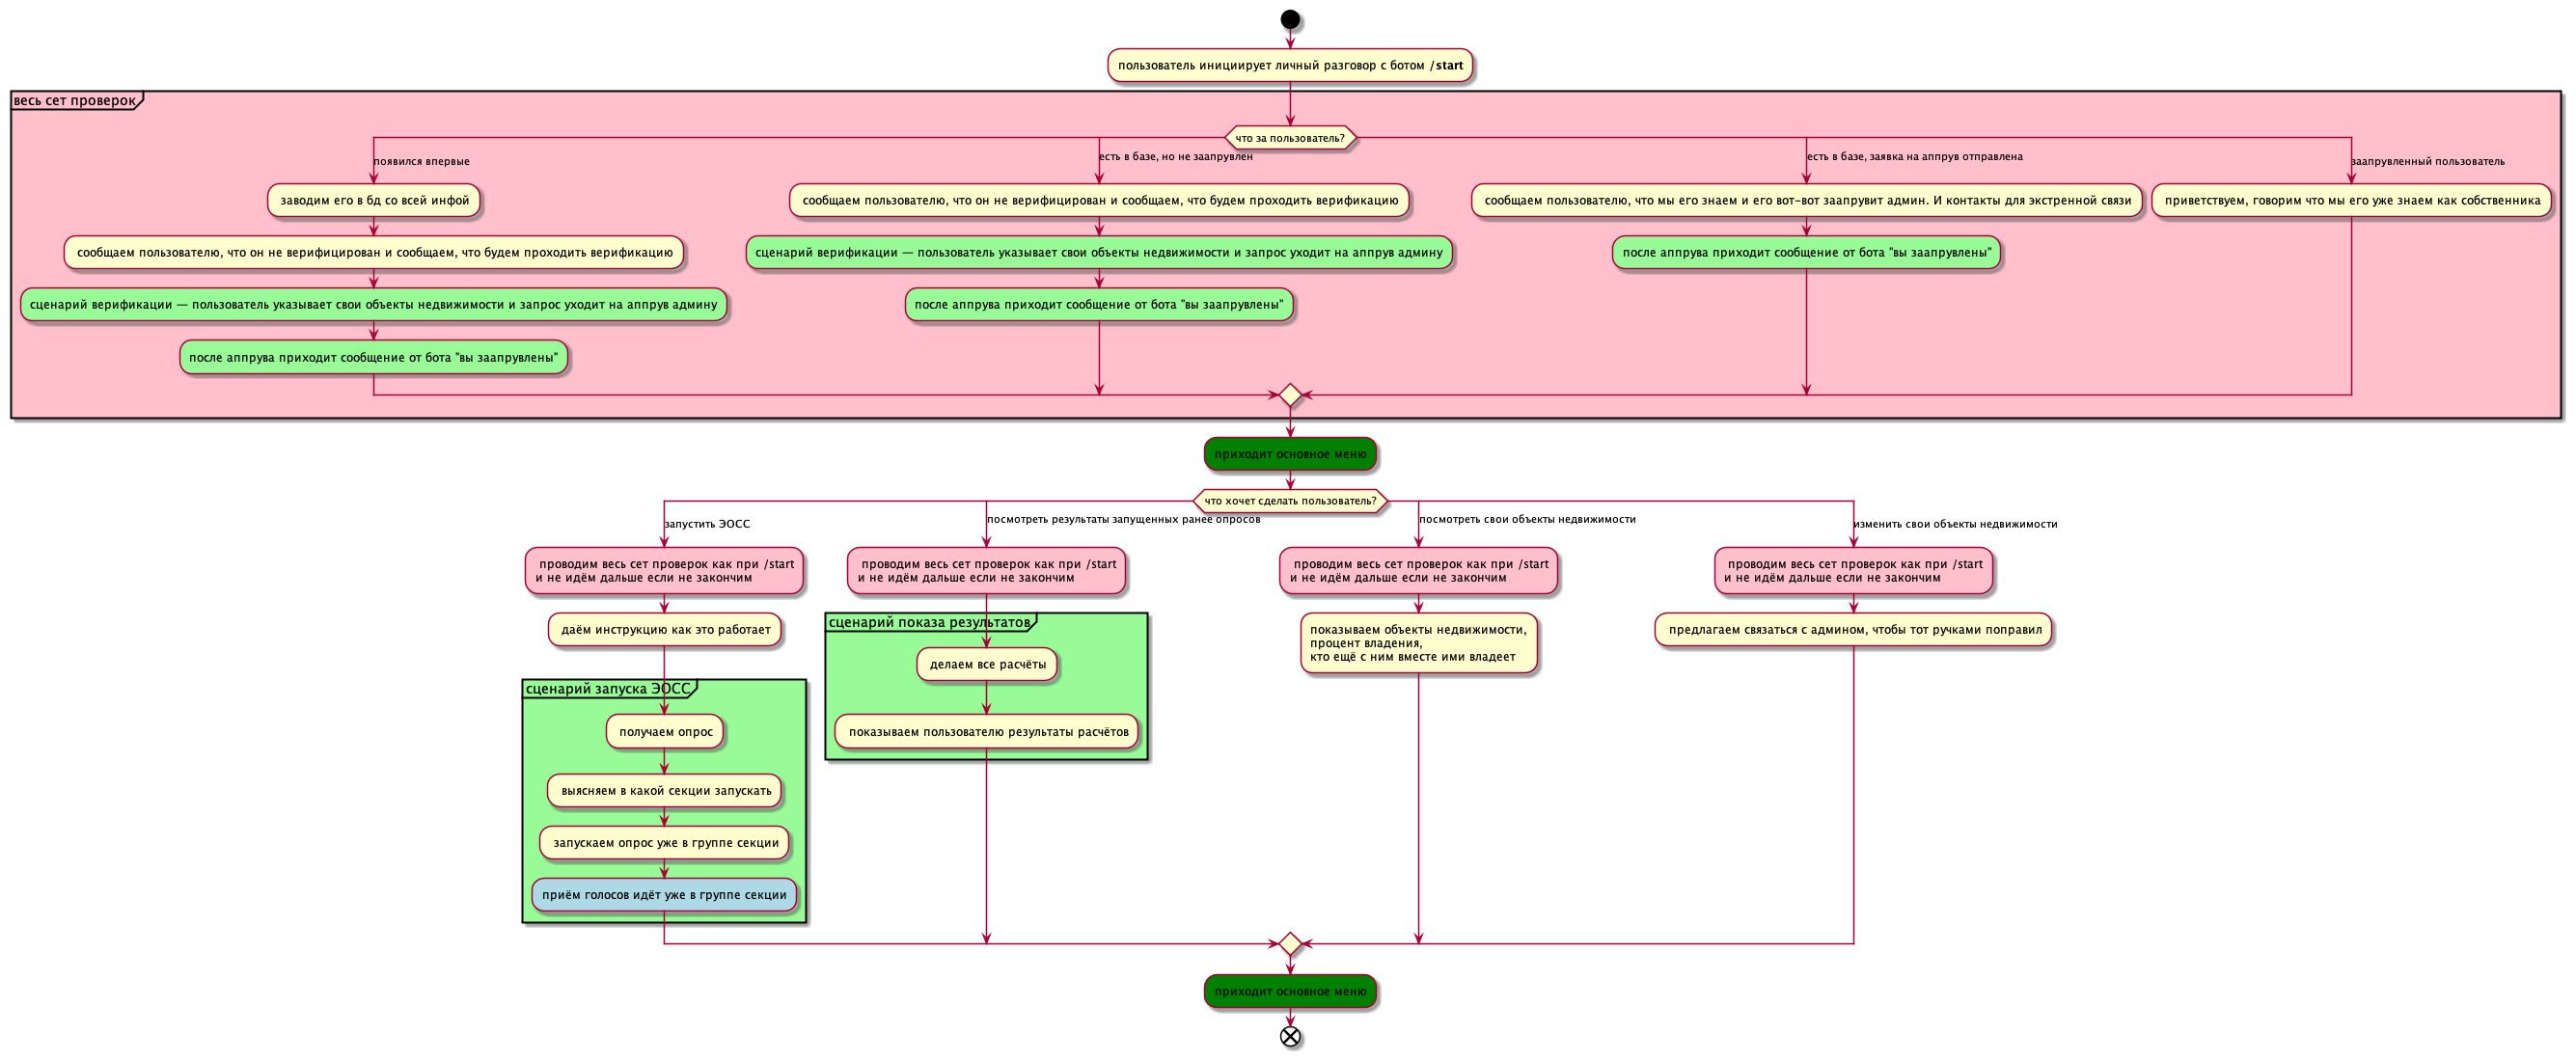 пользователь инициирует личный разговор с ботом /start
весь сет проверок
что за пользователь?
появился впервые
есть в базе, но не заапрувлен
есть в базе, заявка на аппрув отправлена
заапрувленный пользователь
заводим его в бд со всей инфой
сообщаем пользователю, что он не верифицирован и сообщаем, что будем проходить верификацию
сообщаем пользователю, что мы его знаем и его вот-вот заапрувит админ. И контакты для экстренной связи
приветствуем, говорим что мы его уже знаем как собственника
сообщаем пользователю, что он не верифицирован и сообщаем, что будем проходить верификацию
сценарий верификации — пользователь указывает свои объекты недвижимости и запрос уходит на аппрув админу
после аппрува приходит сообщение от бота "вы заапрувлены"
сценарий верификации — пользователь указывает свои объекты недвижимости и запрос уходит на аппрув админу
после аппрува приходит сообщение от бота "вы заапрувлены"
после аппрува приходит сообщение от бота "вы заапрувлены"
приходит основное меню
что хочет сделать пользователь?
запустить ЭОСС
посмотреть результаты запущенных ранее опросов
посмотреть свои объекты недвижимости
изменить свои объекты недвижимости
проводим весь сет проверок как при /start
и не идём дальше если не закончим
проводим весь сет проверок как при /start
и не идём дальше если не закончим
проводим весь сет проверок как при /start
и не идём дальше если не закончим
проводим весь сет проверок как при /start
и не идём дальше если не закончим
даём инструкцию как это работает
сценарий показа результатов
делаем все расчёты
показываем пользователю результаты расчётов
показываем объекты недвижимости,
процент владения,
кто ещё с ним вместе ими владеет
предлагаем связаться с админом, чтобы тот ручками поправил
сценарий запуска ЭОСС
получаем опрос
выясняем в какой секции запускать
запускаем опрос уже в группе секции
приём голосов идёт уже в группе секции
приходит основное меню